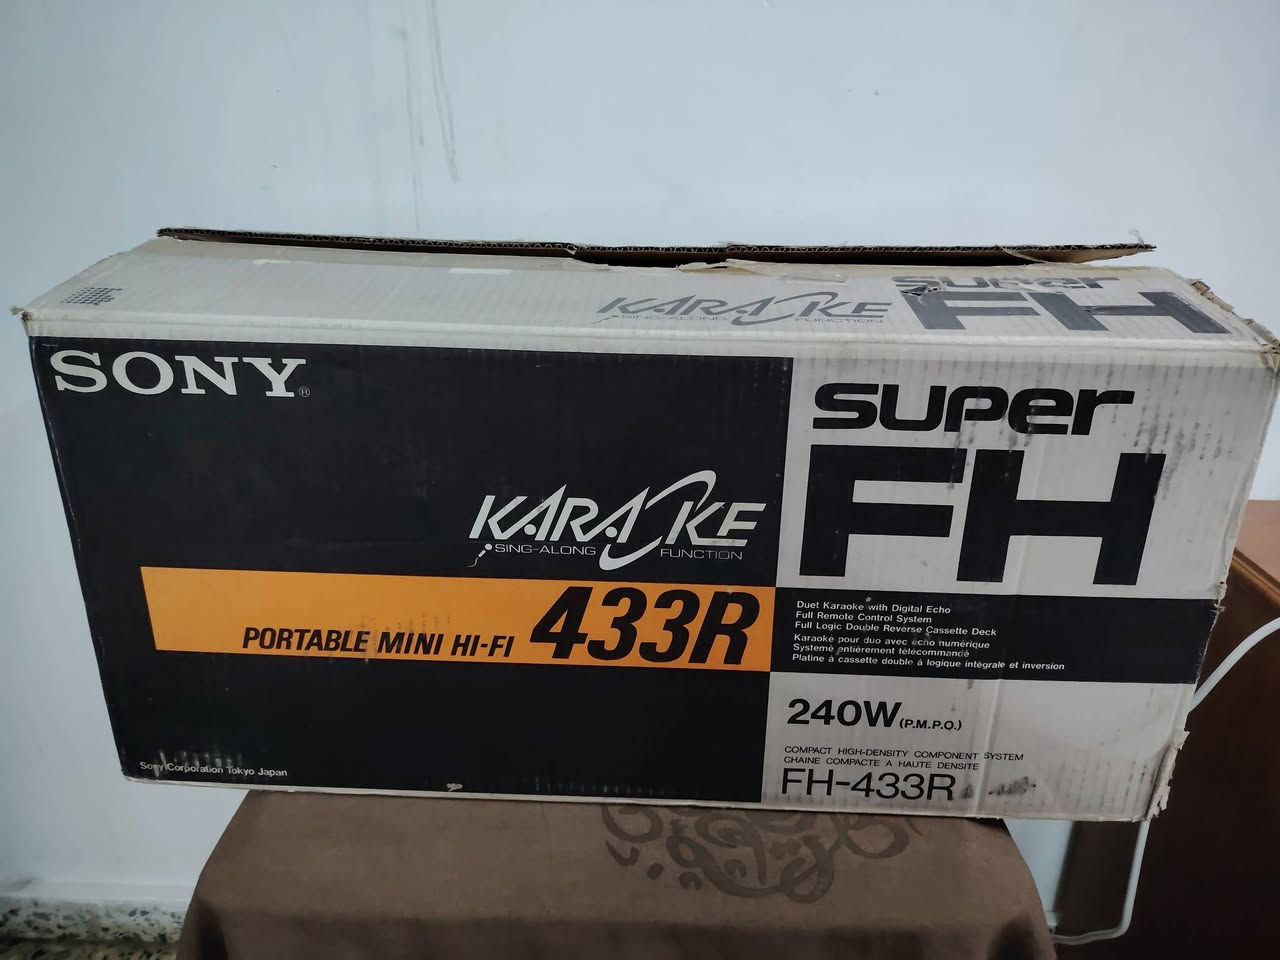 KARAOKE
SING-ALONG FUNCTION
SUPER
FH
SONY®
KARAOKE
SING-ALONG FUNCTION
PORTABLE MINI HI-FI 433R
Sony Corporation Tokyo Japan
SUPER
FH
Duet Karaoke with Digital Echo
Full Remote Control System
Full Logic Double Reverse Cassette Deck
Karaoké pour duo avec écho numérique
Systemé entiérement télécommandé
Platine à cassette double à logique intégrale et inversion
240W (P.M.P.O.)
COMPACT HIGH-DENSITY COMPONENT SYSTEM
CHAINE COMPACTE A HAUTE DENSITE
FH-433R